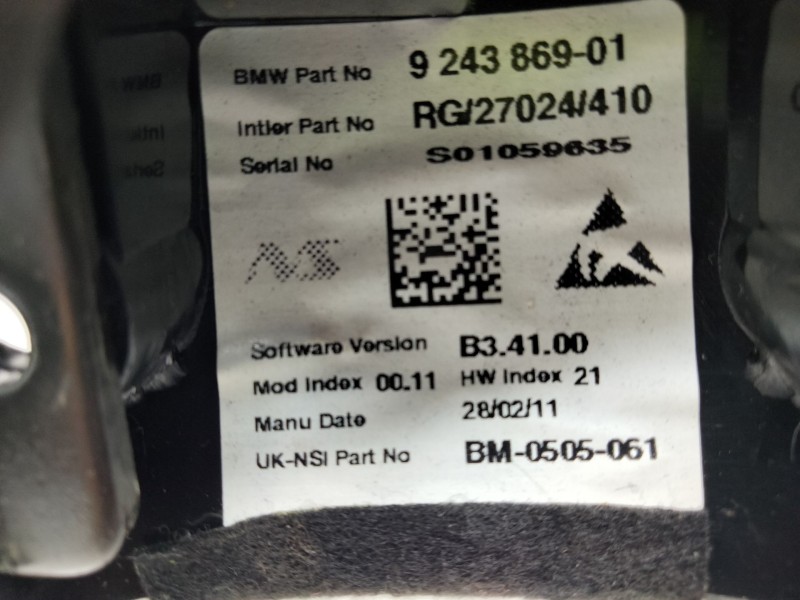 BMW Part No 9 243 869-01
Intier Part No RG/27024/410
Serial No S01059635
NS
Software Version B3.41.00
Mod Index 00.11 HW Index 21
Manu Date 28/02/11
UK-NSI Part No BM-0505-061